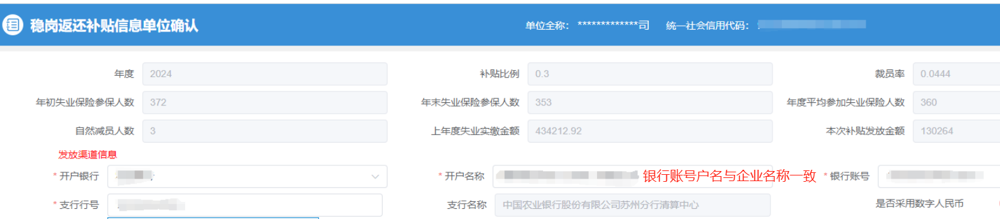 稳岗返还补贴信息单位确认 单位全称： *************司 统一社会信用代码：
年度 2024 补贴比例 0.3 裁员率 0.0444
年初失业保险参保人数 372 年末失业保险参保人数 353 年度平均参加失业保险人数 360
自然减员人数 3 上年度失业实缴金额 434212.92 本次补贴发放金额 130264
发放渠道信息
* 开户银行 * 开户名称 银行账号户名与企业名称一致 * 银行账号
* 支行行号 支行名称 中国农业银行股份有限公司苏州分行清算中心 是否采用数字人民币